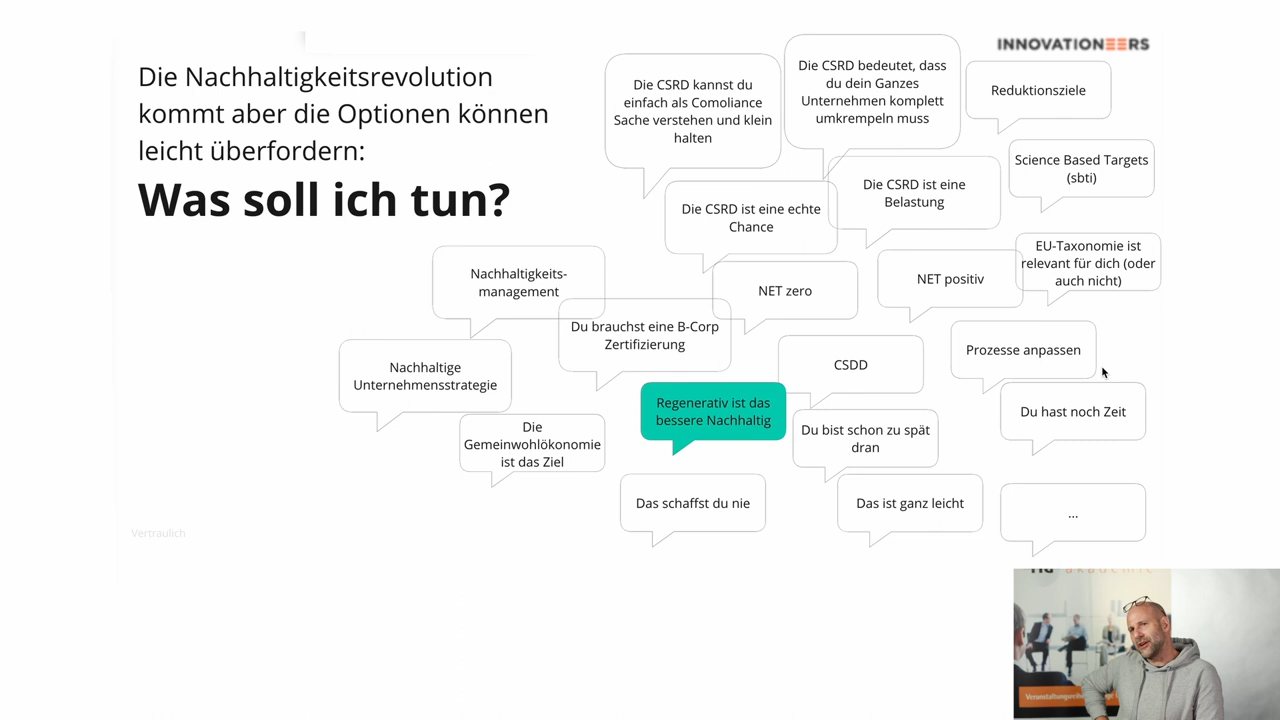 INNOVATIONEERS
Die Nachhaltigkeitsrevolution
kommt aber die Optionen können
leicht überfordern:
Was soll ich tun?
Die CSRD kannst du
einfach als Comoliance
Sache verstehen und klein
halten
Die CSRD bedeutet, dass
du dein Ganzes
Unternehmen komplett
umkrempeln muss
Reduktionsziele
Science Based Targets
(sbti)
Die CSRD ist eine
Belastung
Die CSRD ist eine echte
Chance
EU-Taxonomie ist
relevant für dich (oder
auch nicht)
Nachhaltigkeits-
management
NET zero
NET positiv
Du brauchst eine B-Corp
Zertifizierung
Prozesse anpassen
CSDD
Nachhaltige
Unternehmensstrategie
Regenerativ ist das
bessere Nachhaltig
Du hast noch Zeit
Die
Gemeinwohlökonomie
ist das Ziel
Du bist schon zu spät
dran
Das schaffst du nie
Das ist ganz leicht
...
Vertraulich
akademie